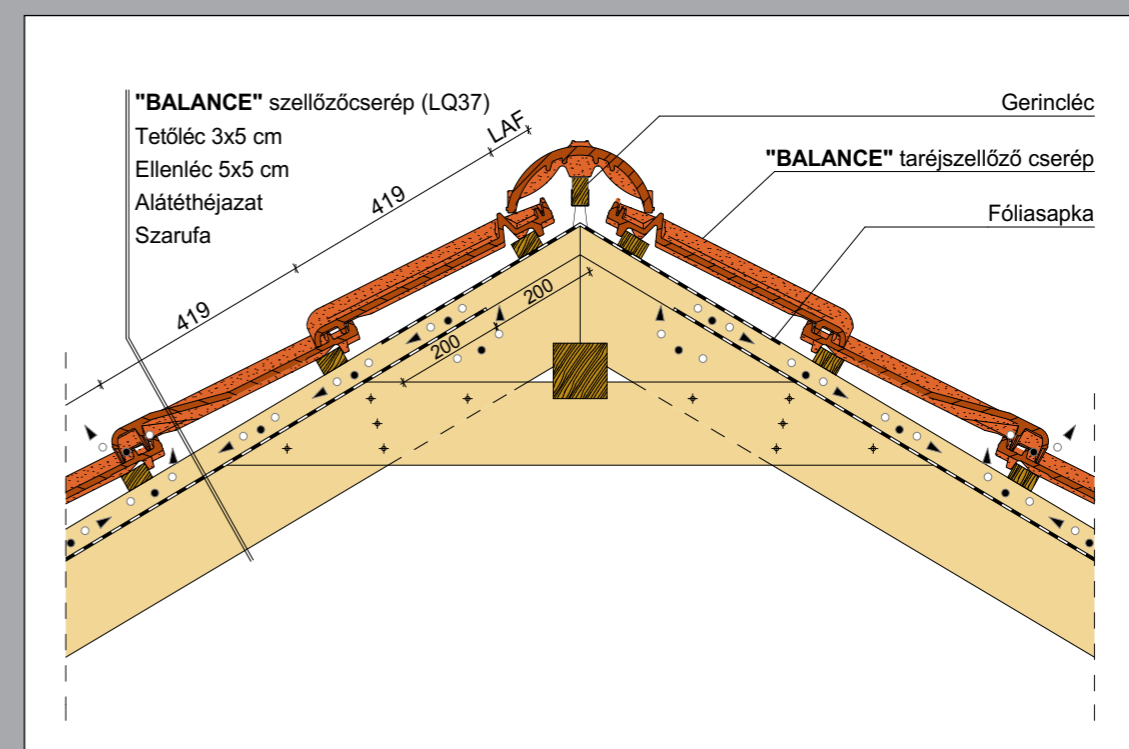 "BALANCE" szellőzőcserép (LQ37)
Tetőléc 3x5 cm
Ellenléc 5x5 cm
Alátéthéjazat
Szarufa
LAF
419
419
200
200
Gerincléc
"BALANCE" taréjszellőző cserép
Fóliasapka